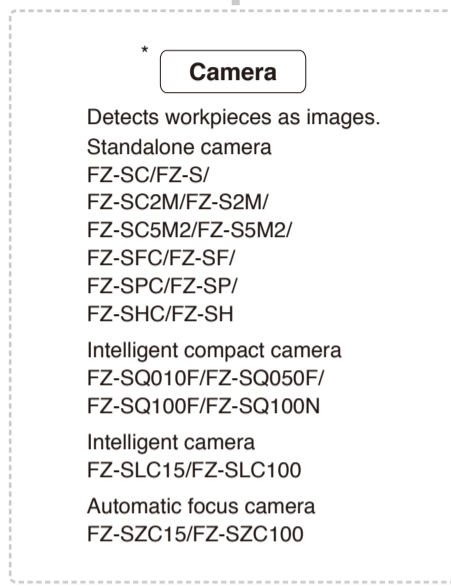 *
Camera
Detects workpieces as images.
Standalone camera
FZ-SC/FZ-S/
FZ-SC2M/FZ-S2M/
FZ-SC5M2/FZ-S5M2/
FZ-SFC/FZ-SF/
FZ-SPC/FZ-SP/
FZ-SHC/FZ-SH
Intelligent compact camera
FZ-SQ010F/FZ-SQ050F/
FZ-SQ100F/FZ-SQ100N
Intelligent camera
FZ-SLC15/FZ-SLC100
Automatic focus camera
FZ-SZC15/FZ-SZC100